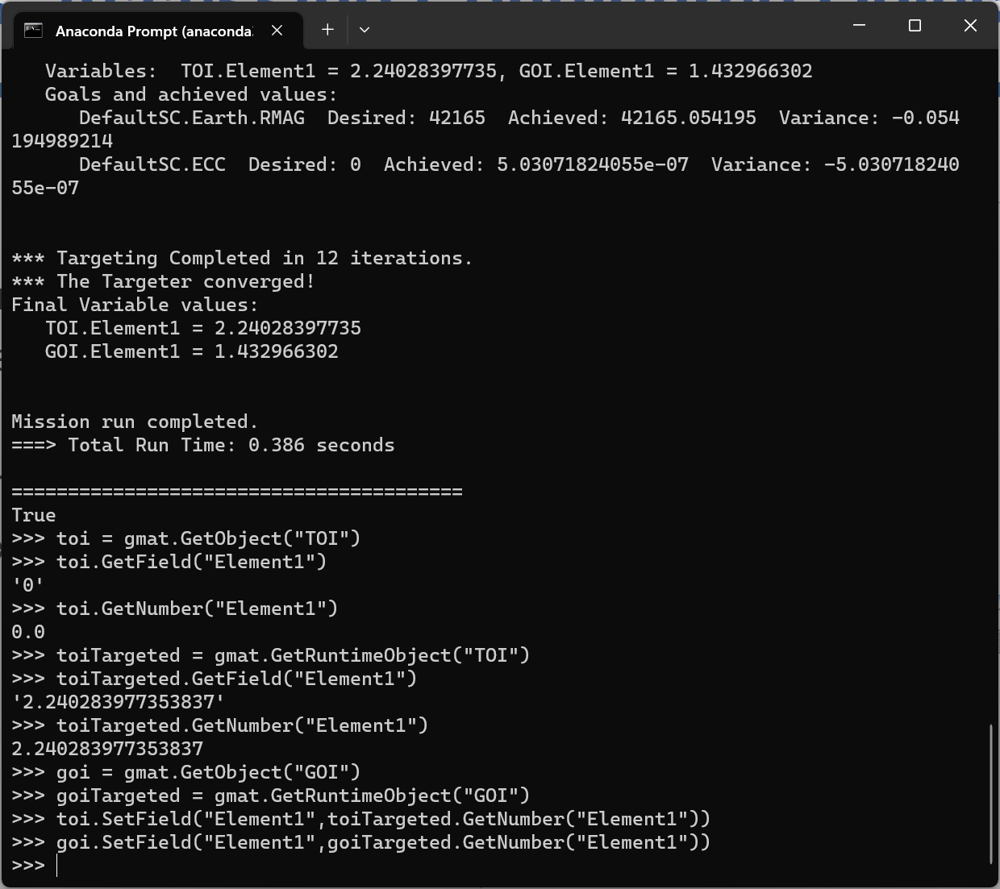 Anaconda Prompt (anaconda
   Variables:  TOI.Element1 = 2.24028397735, GOI.Element1 = 1.432966302
   Goals and achieved values:
      DefaultSC.Earth.RMAG  Desired: 42165  Achieved: 42165.054195  Variance: -0.054
194989214
      DefaultSC.ECC  Desired: 0  Achieved: 5.03071824055e-07  Variance: -5.030718240
55e-07
*** Targeting Completed in 12 iterations.
*** The Targeter converged!
Final Variable values:
   TOI.Element1 = 2.24028397735
   GOI.Element1 = 1.432966302
Mission run completed.
===> Total Run Time: 0.386 seconds
========================================
True
>>> toi = gmat.GetObject("TOI")
>>> toi.GetField("Element1")
'0'
>>> toi.GetNumber("Element1")
0.0
>>> toiTargeted = gmat.GetRuntimeObject("TOI")
>>> toiTargeted.GetField("Element1")
'2.240283977353837'
>>> toiTargeted.GetNumber("Element1")
2.240283977353837
>>> goi = gmat.GetObject("GOI")
>>> goiTargeted = gmat.GetRuntimeObject("GOI")
>>> toi.SetField("Element1",toiTargeted.GetNumber("Element1"))
>>> goi.SetField("Element1",goiTargeted.GetNumber("Element1"))
>>>